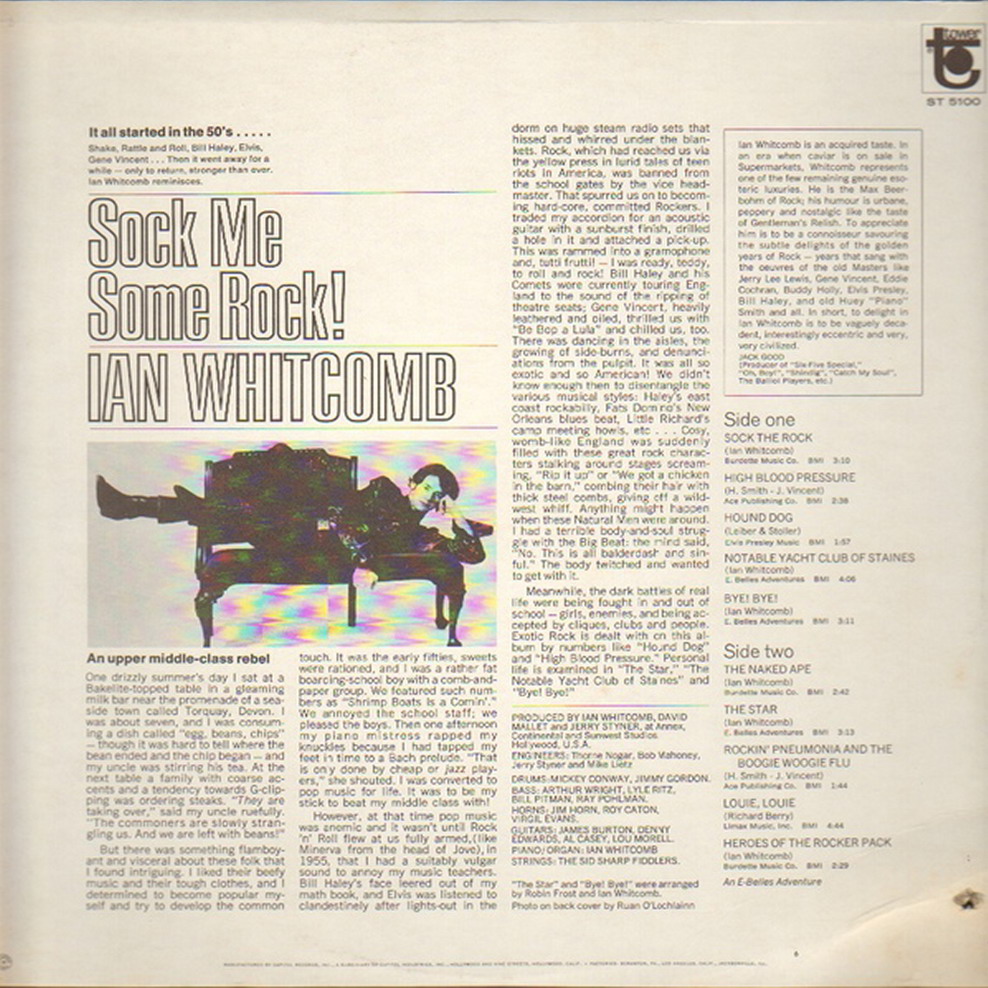 tower
ST 5100
It all started in the 50's . . . . .
Shake, Rattle and Roll, Bill Haley, Elvis,
Gene Vincent . . . Then it went away for a
while — only to return, stronger than ever.
Ian Whitcomb reminisces.
Sock Me
Some Rock!
IAN WHITCOMB
An upper middle-class rebel
One drizzly summer's day I sat at a
Bakelite-topped table in a gleaming
milk bar near the promenade of a sea-
side town called Torquay, Devon. I
was about seven, and I was consum-
ing a dish called "egg, beans, chips"
— though it was hard to tell where the
bean ended and the chip began — and
my uncle was stirring his tea. At the
next table a family with coarse ac-
cents and a tendency towards G-clip-
ping was ordering steaks. "They are
taking over," said my uncle ruefully.
"The commoners are slowly stran-
gling us. And we are left with beans!"
But there was something flamboy-
ant and visceral about these folk that
I found intriguing. I liked their beefy
music and their tough clothes, and I
determined to become popular my-
self and try to develop the common
touch. It was the early fifties, sweets
were rationed, and I was a rather fat
boarcing-school boy with a comb-and-
paper group. We featured such num-
bers as "Shrimp Boats Is a Comin'."
We annoyed the school staff; we
pleased the boys. Then one afternoon
my piano mistress rapped my
knuckles because I had tapped my
feet in time to a Bach prelude. "That
is only done by cheap or jazz play-
ers," she shouted. I was converted to
pop music for life. It was to be my
stick to beat my middle class with!
However, at that time pop music
was anemic and it wasn't until Rock
'n' Roll flew at us fully armed,(like
Minerva from the head of Jove), in
1955, that I had a suitably vulgar
sound to annoy my music teachers.
Bill Haley's face leered out of my
math book, and Elvis was listened to
clandestinely after lights-out in the
dorm on huge steam radio sets that
hissed and whirred under the blan-
kets. Rock, which had reached us via
the yellow press in lurid tales of teen
riots in America, was banned from
the school gates by the vice head-
master. That spurred us on to becom-
ing hard-core, committed Rockers. I
traded my accordion for an acoustic
guitar with a sunburst finish, drilled
a hole in it and attached a pick-up.
This was rammed into a gramophone
and, tutti frutti! — I was ready, teddy,
to roll and rock! Bill Haley and his
Comets were currently touring Eng-
land to the sound of the ripping of
theatre seats; Gene Vincent, heavily
leathered and oiled, thrilled us with
"Be Bop a Lula" and chilled us, too.
There was dancing in the aisles, the
growing of side-burns, and denunci-
ations from the pulpit. It was all so
exotic and so American! We didn't
know enough then to disentangle the
various musical styles: Haley's east
coast rockabilly, Fats Domino's New
Orleans blues beat, Little Richard's
camp meeting howls, etc . . . Cosy,
womb-like England was suddenly
filled with these great rock charac-
ters stalking around stages scream-
ing, "Rip it up" or "We got a chicken
in the barn," combing their hair with
thick steel combs, giving off a wild-
west whiff. Anything might happen
when these Natural Men were around.
I had a terrible body-and-soul strug-
gle with the Big Beat: the mind said,
"No. This is all balderdash and sin-
ful." The body twitched and wanted
to get with it.
Meanwhile, the dark battles of real
life were being fought in and out of
school — girls, enemies, and being ac-
cepted by cliques, clubs and people.
Exotic Rock is dealt with on this al-
bum by numbers like "Hound Dog"
and "High Blood Pressure." Personal
life is examined in "The Star," "The
Notable Yacht Club of Staines" and
"Bye! Bye!"
PRODUCED BY IAN WHITCOMB, DAVID
MALLET and JERRY STYNER, at Annex,
Continental and Sunwest Studios
Hollywood, U.S.A.
ENGINEERS: Thorne Nogar, Bob Mahoney,
Jerry Styner and Mike Lietz
DRUMS: MICKEY CONWAY, JIMMY GORDON.
BASS: ARTHUR WRIGHT, LYLE RITZ,
BILL PITMAN, RAY POHLMAN.
HORNS: JIM HORN, ROY CATON,
VIRGIL EVANS.
GUITARS: JAMES BURTON, DENNY
EDWARDS, AL CASEY, LOU MORELL.
PIANO/ORGAN: IAN WHITCOMB
STRINGS: THE SID SHARP FIDDLERS.
"The Star" and "Bye! Bye!" were arranged
by Robin Frost and Ian Whitcomb.
Photo on back cover by Ruan O'Lochlainn
Ian Whitcomb is an acquired taste. In
an era when caviar is on sale in
Supermarkets, Whitcomb represents
one of the few remaining genuine eso-
teric luxuries. He is the Max Beer-
bohm of Rock; his humour is urbane,
peppery and nostalgic like the taste
of Gentleman's Relish. To appreciate
him is to be a connoisseur savouring
the subtle delights of the golden
years of Rock — years that sang with
the oeuvres of the old Masters like
Jerry Lee Lewis, Gene Vincent, Eddie
Cochran, Buddy Holly, Elvis Presley,
Bill Haley, and old Huey "Piano"
Smith and all. In short, to delight in
Ian Whitcomb is to be vaguely deca-
dent, interestingly eccentric and very,
very civilized.
JACK GOOD
(Producer of "Six-Five Special,"
"Oh, Boy!", "Shindig", "Catch My Soul",
The Balliol Players, etc.)
Side one
SOCK THE ROCK
(Ian Whitcomb)
Burdette Music Co. BMI 3:10
HIGH BLOOD PRESSURE
(H. Smith - J. Vincent)
Ace Publishing Co. BMI 2:36
HOUND DOG
(Leiber & Stoller)
Elvis Presley Music BMI 1:57
NOTABLE YACHT CLUB OF STAINES
(Ian Whitcomb)
E. Belles Adventures BMI 4:06
BYE! BYE!
(Ian Whitcomb)
E. Belles Adventures BMI 3:11
Side two
THE NAKED APE
(Ian Whitcomb)
Burdette Music Co. BMI 2:42
THE STAR
(Ian Whitcomb)
E. Belles Adventures BMI 3:13
ROCKIN' PNEUMONIA AND THE
BOOGIE WOOGIE FLU
(H. Smith - J. Vincent)
Ace Publishing Co. BMI 1:44
LOUIE, LOUIE
(Richard Berry)
Limax Music, Inc. BMI 4:44
HEROES OF THE ROCKER PACK
(Ian Whitcomb)
Burdette Music Co. BMI 2:29
An E-Belles Adventure
MANUFACTURED BY CAPITOL RECORDS, INC.,